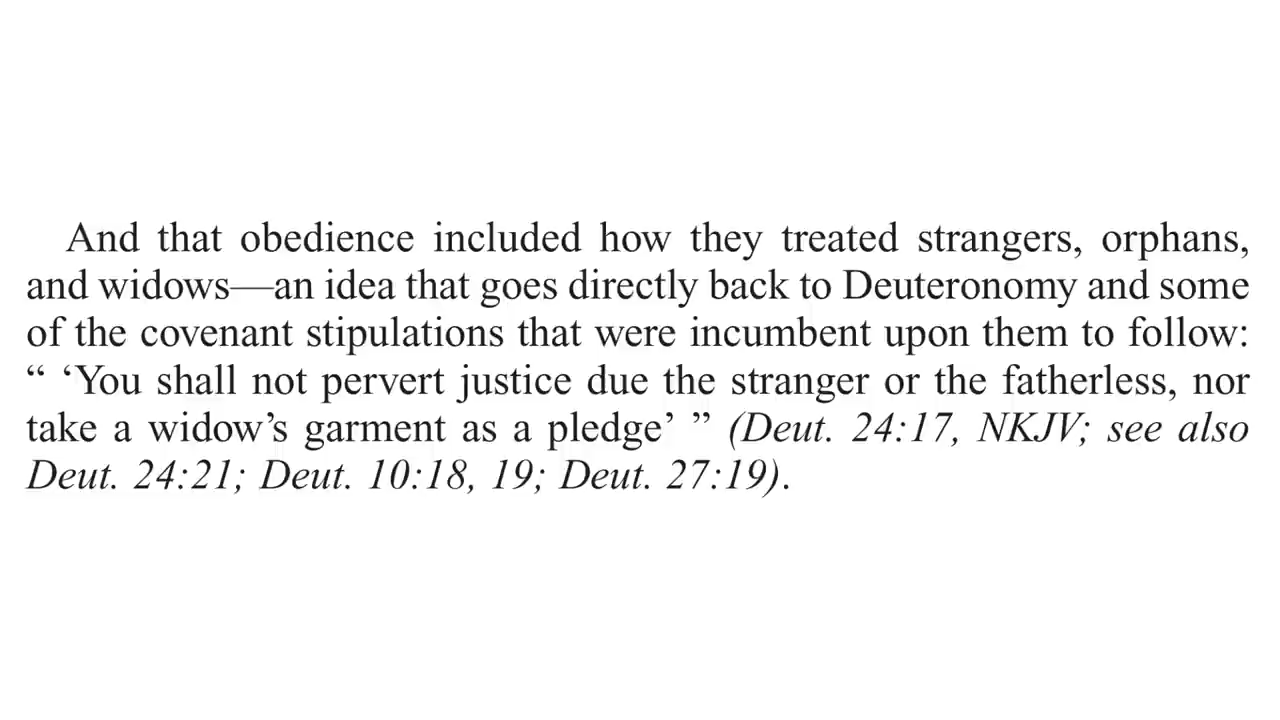 And that obedience included how they treated strangers, orphans,
and widows—an idea that goes directly back to Deuteronomy and some
of the covenant stipulations that were incumbent upon them to follow:
“ ‘You shall not pervert justice due the stranger or the fatherless, nor
take a widow’s garment as a pledge’ ” (Deut. 24:17, NKJV; see also
Deut. 24:21; Deut. 10:18, 19; Deut. 27:19).